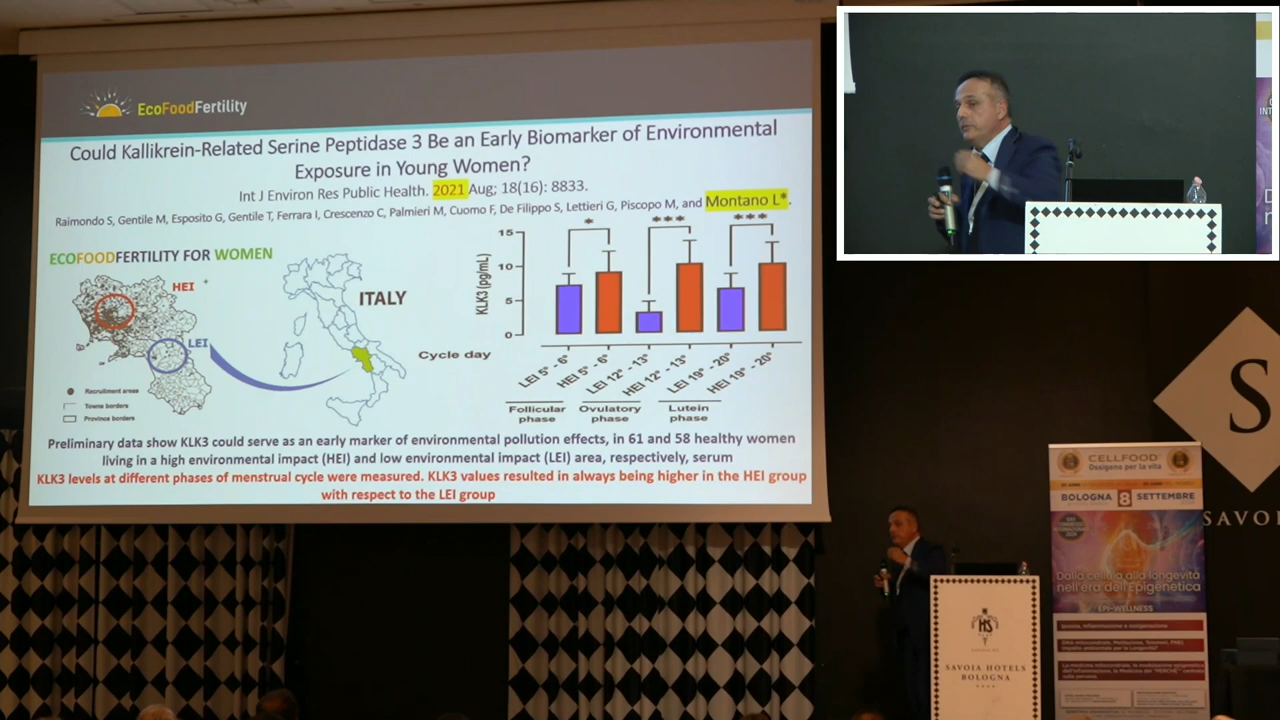 EcoFoodFertility
Could Kallikrein-Related Serine Peptidase 3 Be an Early Biomarker of Environmental
Exposure in Young Women?
Int J Environ Res Public Health. 2021 Aug; 18(16): 8833.
Raimondo S, Gentile M, Esposito G, Gentile T, Ferrara I, Crescenzo C, Palmieri M, Cuomo F, De Filippo S, Lettieri G, Piscopo M, and Montano L*.
ECOFOODFERTILITY FOR WOMEN
HEI
LEI
ITALY
Recruitment areas
Towns borders
Province borders
* *** ***
KLK3 (pg/mL)
15
10
5
0
Cycle day
LEI 5° - 6°
HEI 5° - 6°
LEI 12° - 13°
HEI 12° - 13°
LEI 19° - 20°
HEI 19° - 20°
Follicular phase
Ovulatory phase
Lutein phase
Preliminary data show KLK3 could serve as an early marker of environmental pollution effects, in 61 and 58 healthy women
living in a high environmental impact (HEI) and low environmental impact (LEI) area, respectively, serum
KLK3 levels at different phases of menstrual cycle were measured. KLK3 values resulted in always being higher in the HEI group
with respect to the LEI group
S
SAVOI
HS
SAVOIA HOTELS
BOLOGNA
CELLFOOD
Ossigeno per la vita
BOLOGNA 8 SETTEMBRE
Dalla cellula alla longevità
nell'era dell'Epigenetica
EPI-WELLNESS